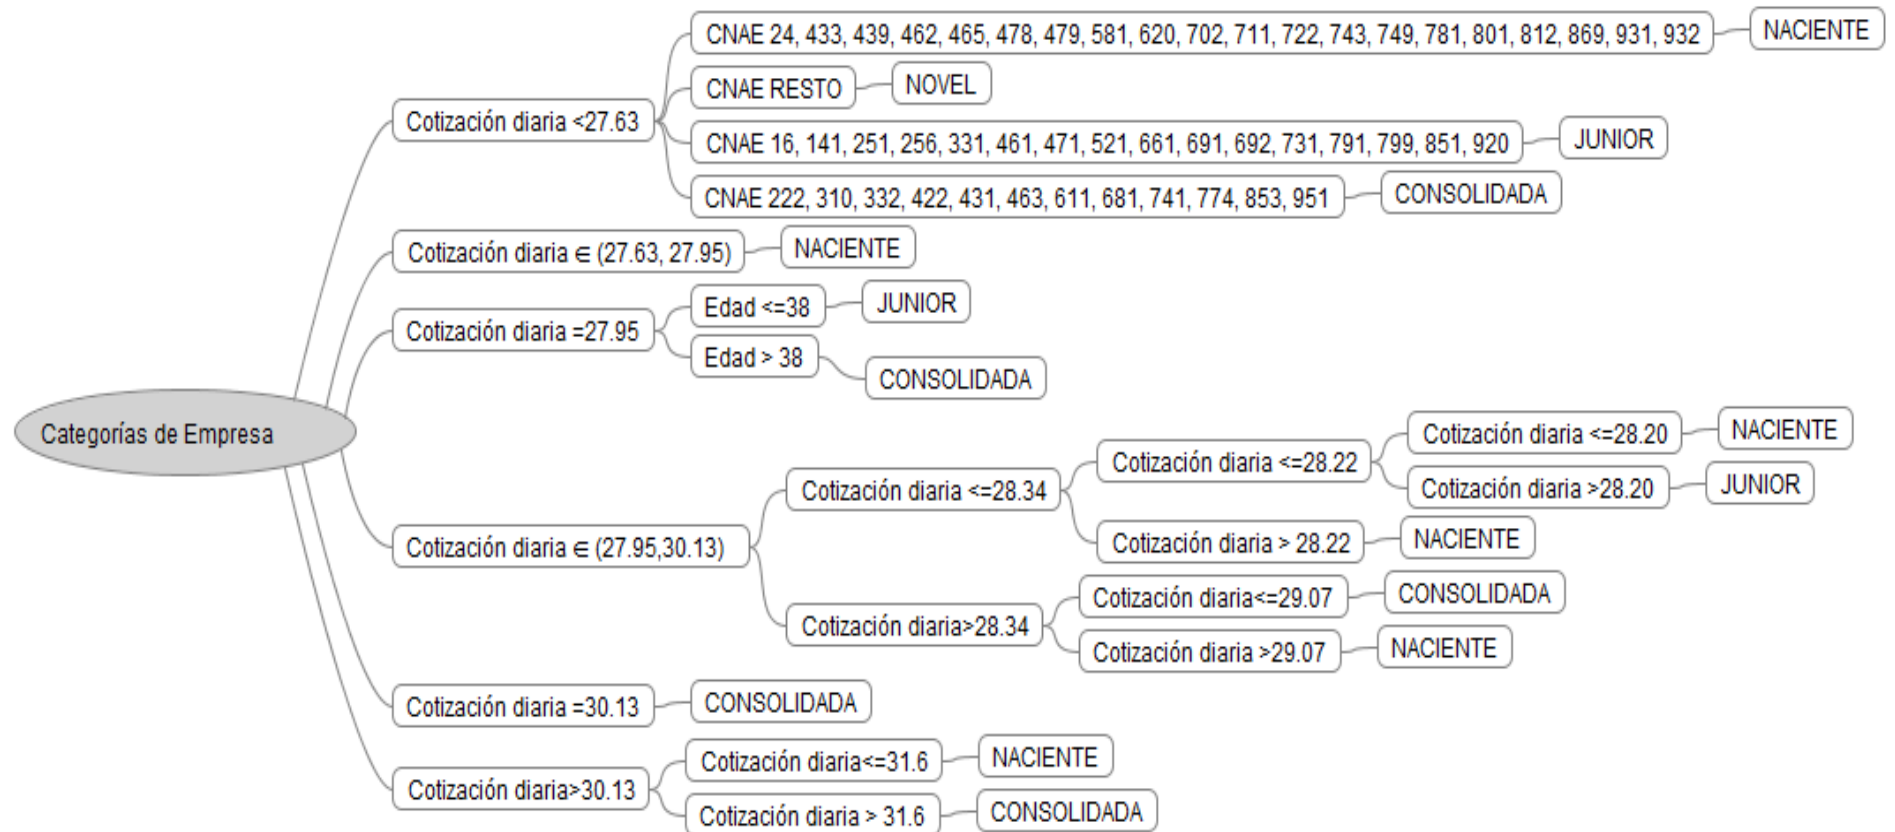 Categorías de Empresa
Cotización diaria <27.63
CNAE 24, 433, 439, 462, 465, 478, 479, 581, 620, 702, 711, 722, 743, 749, 781, 801, 812, 869, 931, 932
NACIENTE
CNAE RESTO
NOVEL
CNAE 16, 141, 251, 256, 331, 461, 471, 521, 661, 691, 692, 731, 791, 799, 851, 920
JUNIOR
CNAE 222, 310, 332, 422, 431, 463, 611, 681, 741, 774, 853, 951
CONSOLIDADA
Cotización diaria ∈ (27.63, 27.95)
NACIENTE
Cotización diaria =27.95
Edad <=38
JUNIOR
Edad > 38
CONSOLIDADA
Cotización diaria ∈ (27.95,30.13)
Cotización diaria <=28.34
Cotización diaria <=28.22
Cotización diaria <=28.20
NACIENTE
Cotización diaria >28.20
JUNIOR
Cotización diaria > 28.22
NACIENTE
Cotización diaria>28.34
Cotización diaria<=29.07
CONSOLIDADA
Cotización diaria >29.07
NACIENTE
Cotización diaria =30.13
CONSOLIDADA
Cotización diaria>30.13
Cotización diaria<=31.6
NACIENTE
Cotización diaria > 31.6
CONSOLIDADA